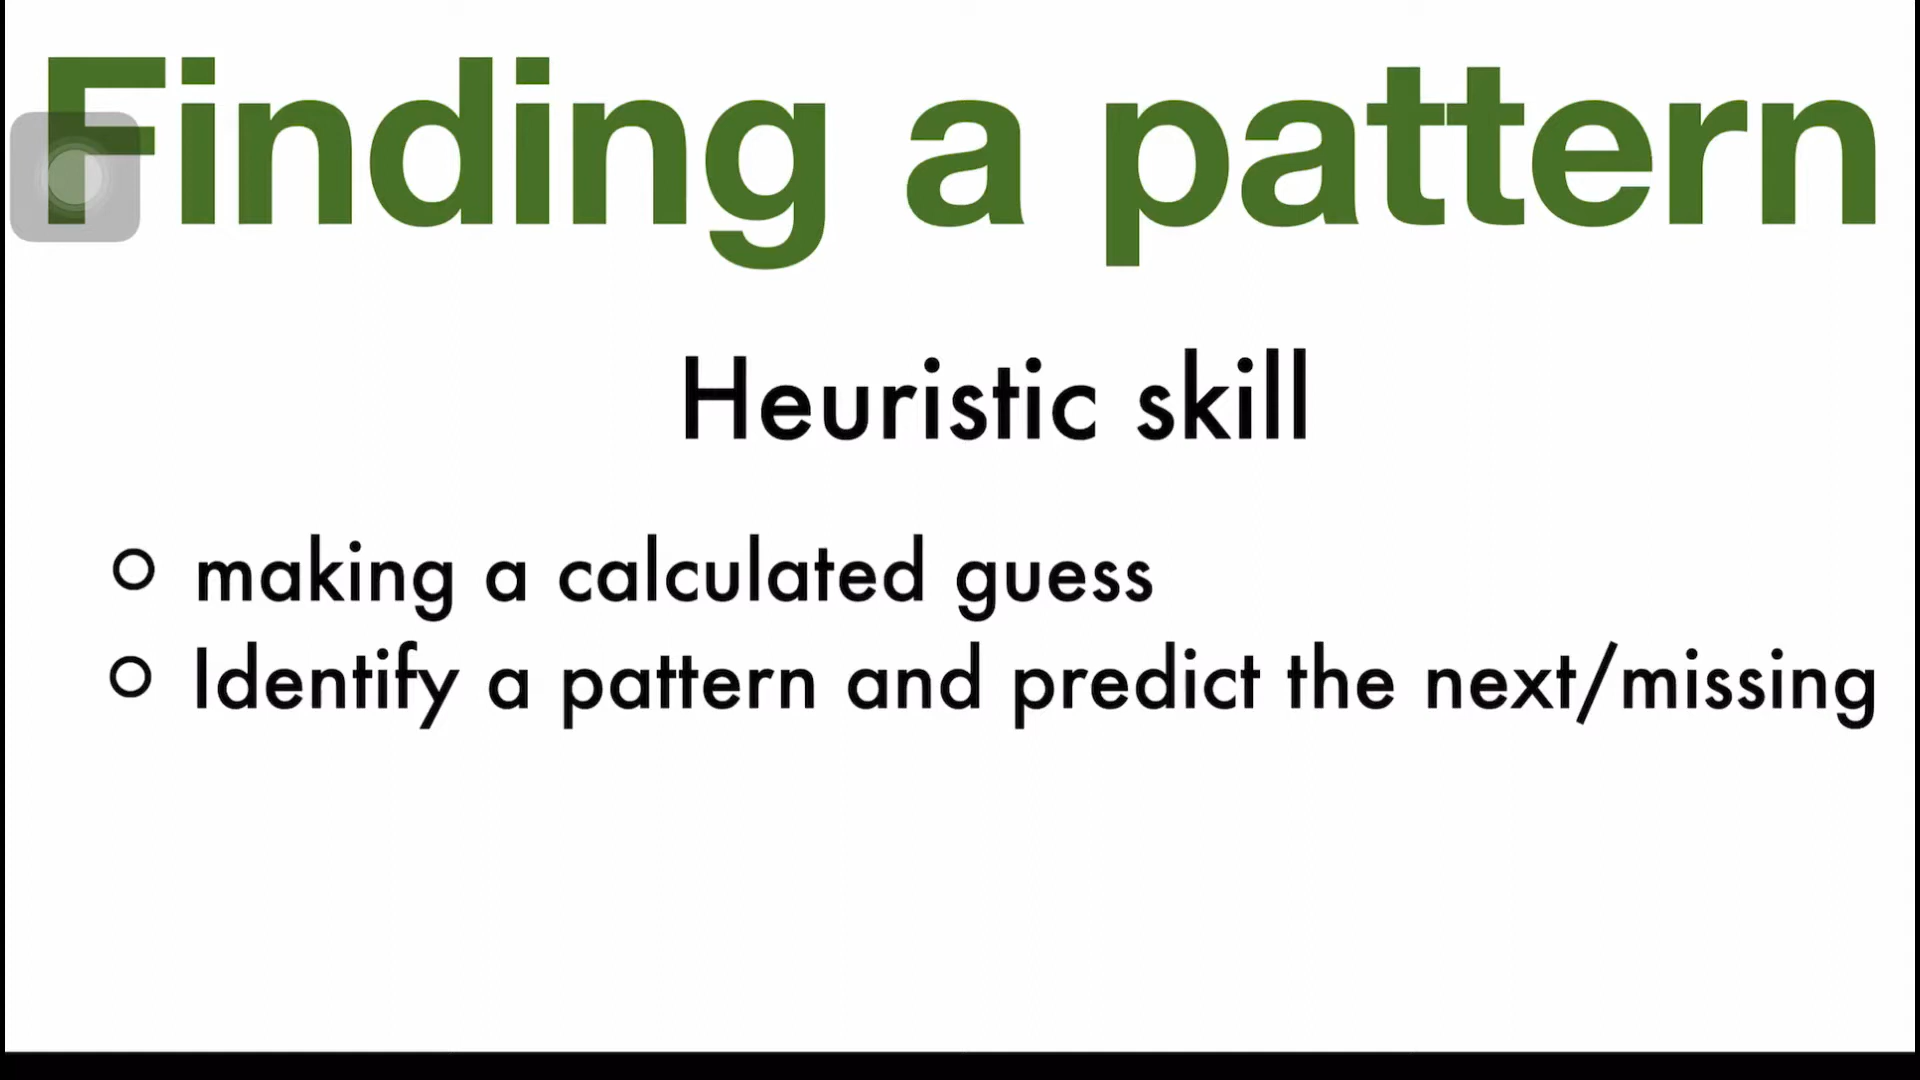 Finding a pattern
Heuristic skill
making a calculated guess
Identify a pattern and predict the next/missing